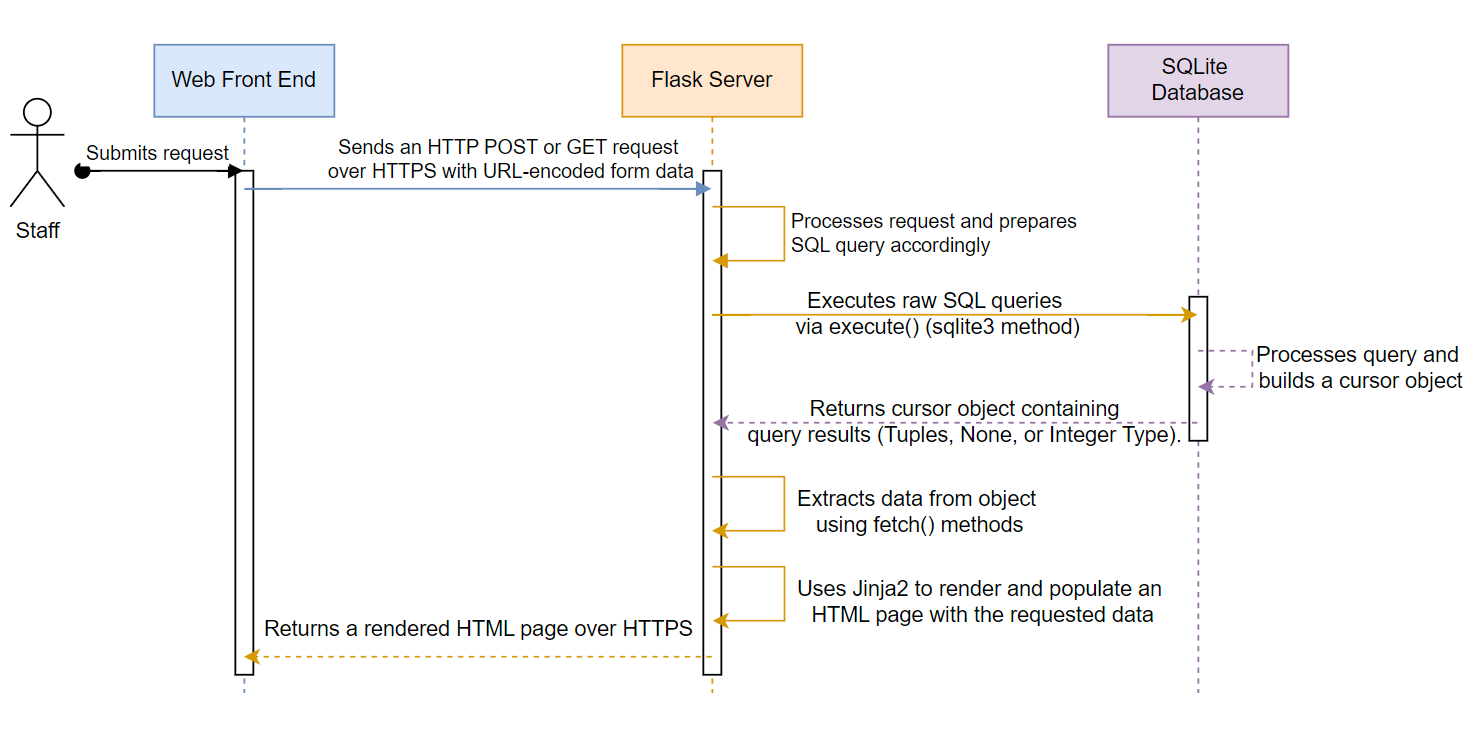 Web Front End
Flask Server
SQLite
Database
Submits request
Sends an HTTP POST or GET request
over HTTPS with URL-encoded form data
Staff
Processes request and prepares
SQL query accordingly
Executes raw SQL queries
via execute() (sqlite3 method)
Processes query and
builds a cursor object
Returns cursor object containing
query results (Tuples, None, or Integer Type).
Extracts data from object
using fetch() methods
Uses Jinja2 to render and populate an
HTML page with the requested data
Returns a rendered HTML page over HTTPS